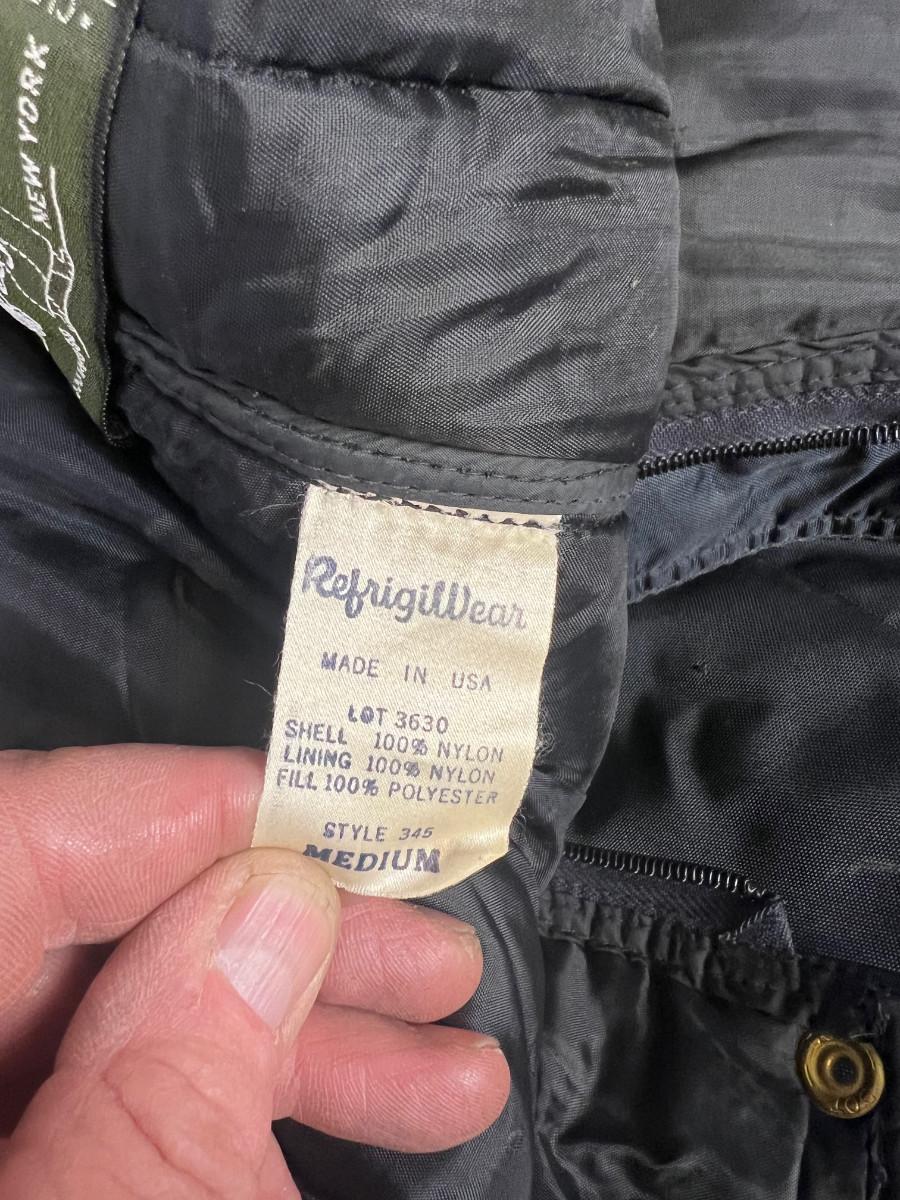 NEW YORK
RefrigiWear
MADE IN USA
LOT 3630
SHELL 100% NYLON
LINING 100% NYLON
FILL 100% POLYESTER
STYLE 345
MEDIUM